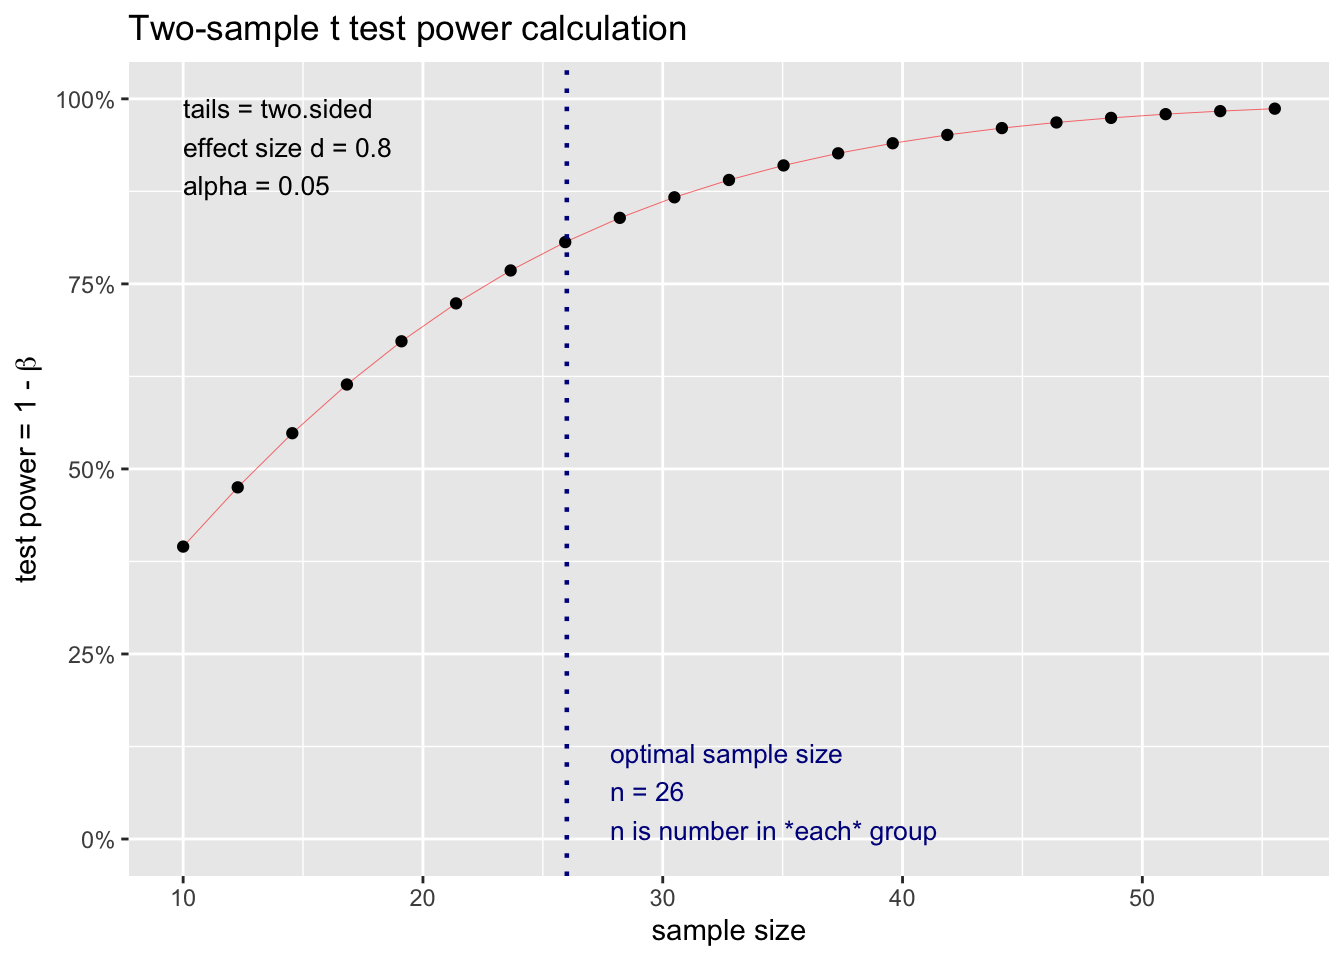 Two-sample t test power calculation
100%
75%
50%
25%
0%
test power = 1 - β
tails = two.sided
effect size d = 0.8
alpha = 0.05
optimal sample size
n = 26
n is number in *each* group
10 20 30 40 50
sample size